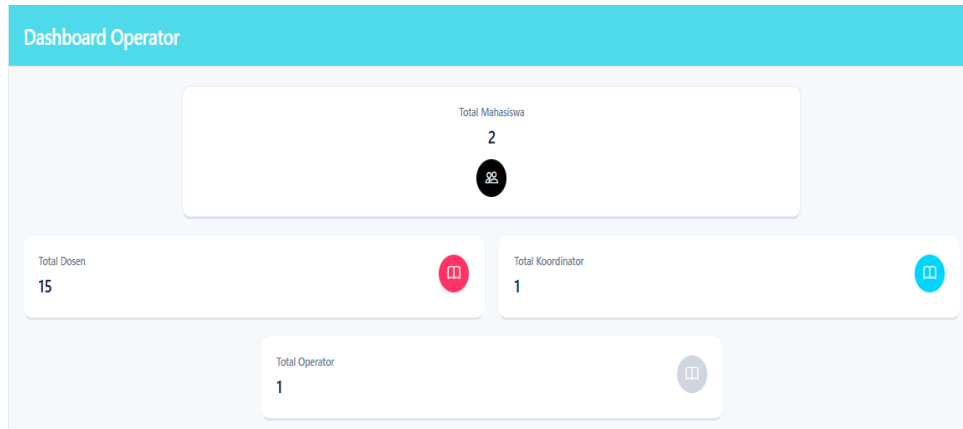 Dashboard Operator
Total Mahasiswa
2
Total Dosen
15
Total Koordinator
1
Total Operator
1